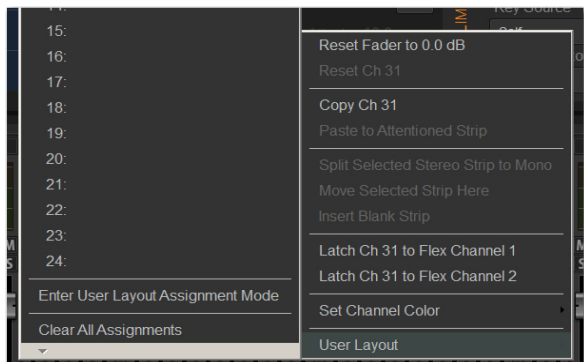 15:
16:
17:
18:
19:
20:
21:
22:
23:
24:
Enter User Layout Assignment Mode
Clear All Assignments
Key Source
Reset Fader to 0.0 dB
Reset Ch 31
Copy Ch 31
Paste to Attentioned Strip
Split Selected Stereo Strip to Mono
Move Selected Strip Here
Insert Blank Strip
Latch Ch 31 to Flex Channel 1
Latch Ch 31 to Flex Channel 2
Set Channel Color
User Layout